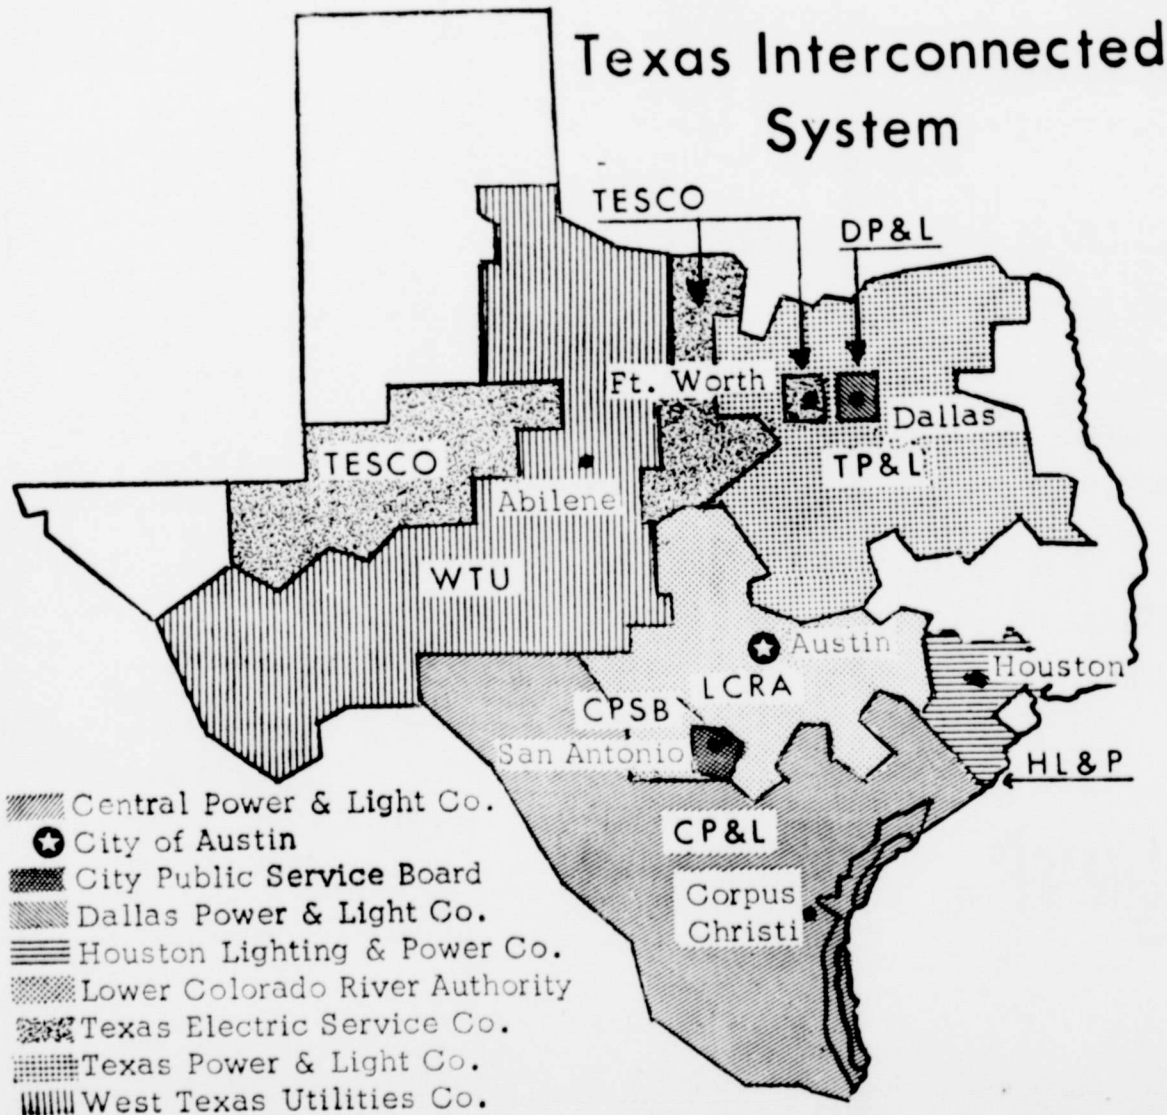 Texas Interconnected
System
TESCO
DP&L
Ft. Worth
Dallas
TESCO
TP&L
Abilene
WTU
Austin
Houston
LCRA
CPSB
San Antonio
HL&P
CP&L
Corpus
Christi
Central Power & Light Co.
City of Austin
City Public Service Board
Dallas Power & Light Co.
Houston Lighting & Power Co.
Lower Colorado River Authority
Texas Electric Service Co.
Texas Power & Light Co.
West Texas Utilities Co.